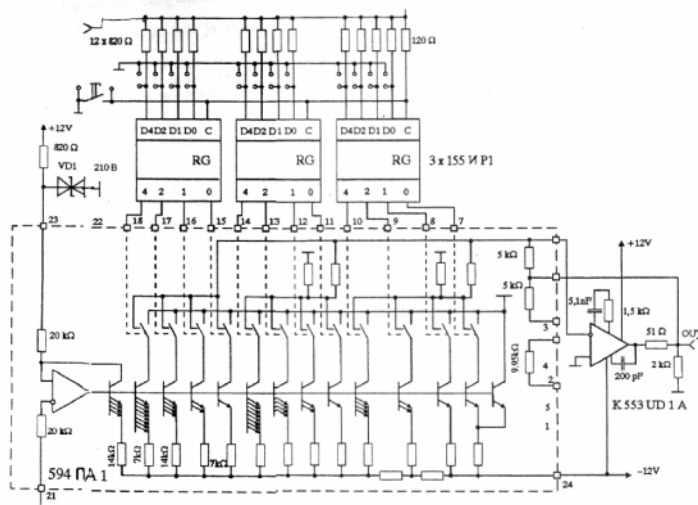 12 x 820 Ω
120 Ω
+12V
820 Ω
VD1
210 В
D4 D2 D1 D0 C
RG
4 2 1 0
D4 D2 D1 D0 C
RG
4 2 1 0
D4 D2 D1 D0 C
RG
4 2 1 0
3 x 155 И Р1
23
22
18
17
16
15
14
13
12
11
10
9
8
7
5 kΩ
5 kΩ
+12V
5,1nF
1,5 kΩ
51 Ω
OUT
2 kΩ
200 pF
K 553 UD 1 A
3
4
2
5
1
9.95kΩ
20 kΩ
20 kΩ
14kΩ
7kΩ
14kΩ
7kΩ
594 ПА 1
21
24
-12V